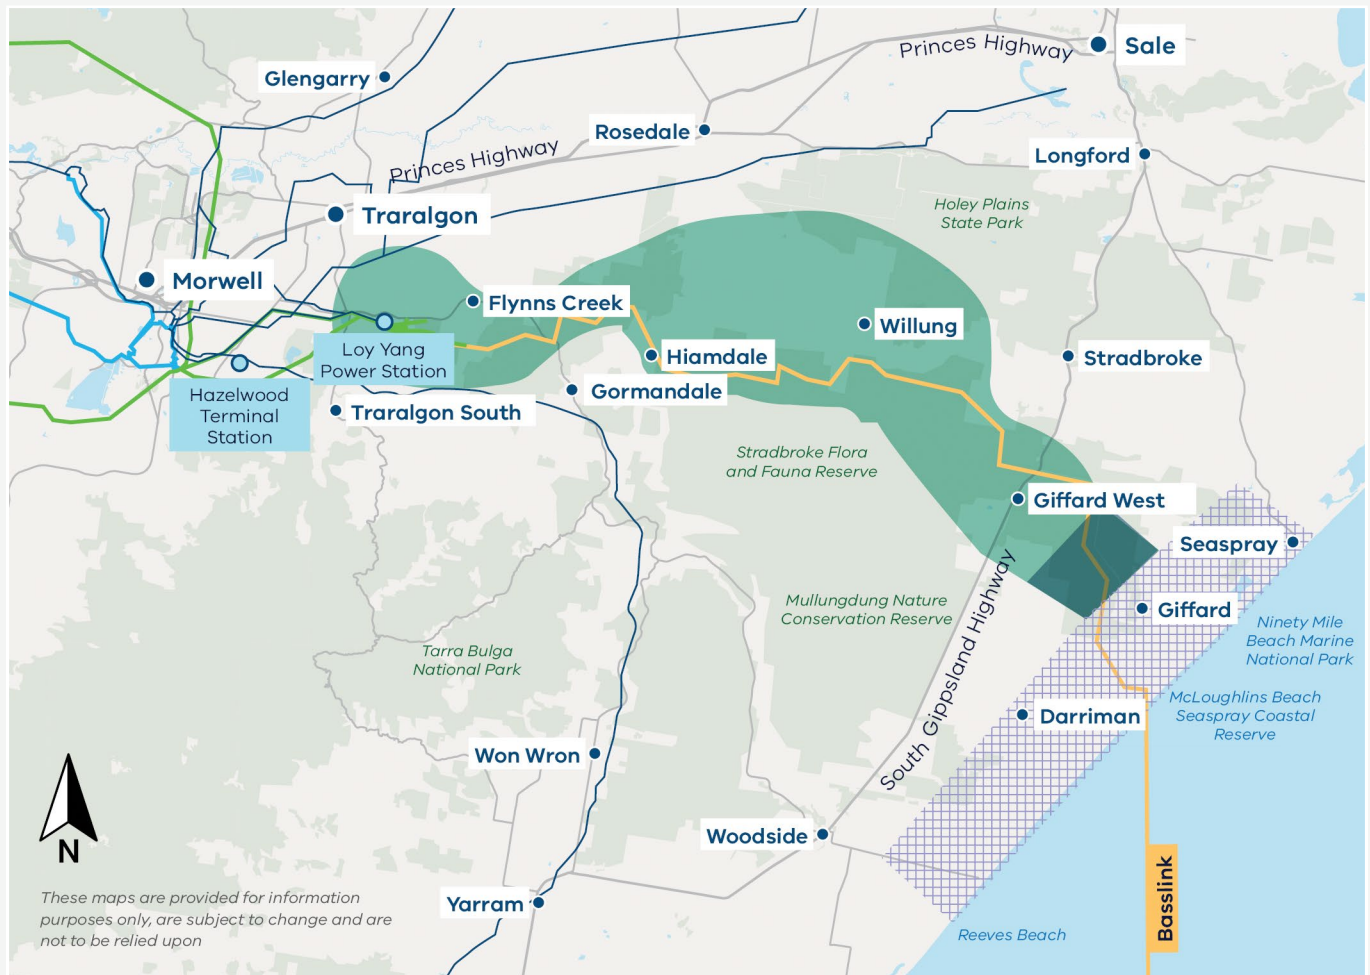 Princes Highway
Sale
Glengarry
Rosedale
Longford
Princes Highway
Holey Plains
State Park
Traralgon
Morwell
Flynns Creek
Willung
Loy Yang
Power Station
Hiamdale
Stradbroke
Hazelwood
Terminal
Station
Gormandale
Traralgon South
Stradbroke Flora
and Fauna Reserve
Giffard West
Seaspray
Mullungdung Nature
Conservation Reserve
Giffard
South Gippsland Highway
Ninety Mile
Beach Marine
National Park
Tarra Bulga
National Park
McLoughlins Beach
Seaspray Coastal
Reserve
Darriman
Won Wron
Woodside
N
Yarram
Basslink
Reeves Beach
These maps are provided for information
purposes only, are subject to change and are
not to be relied upon